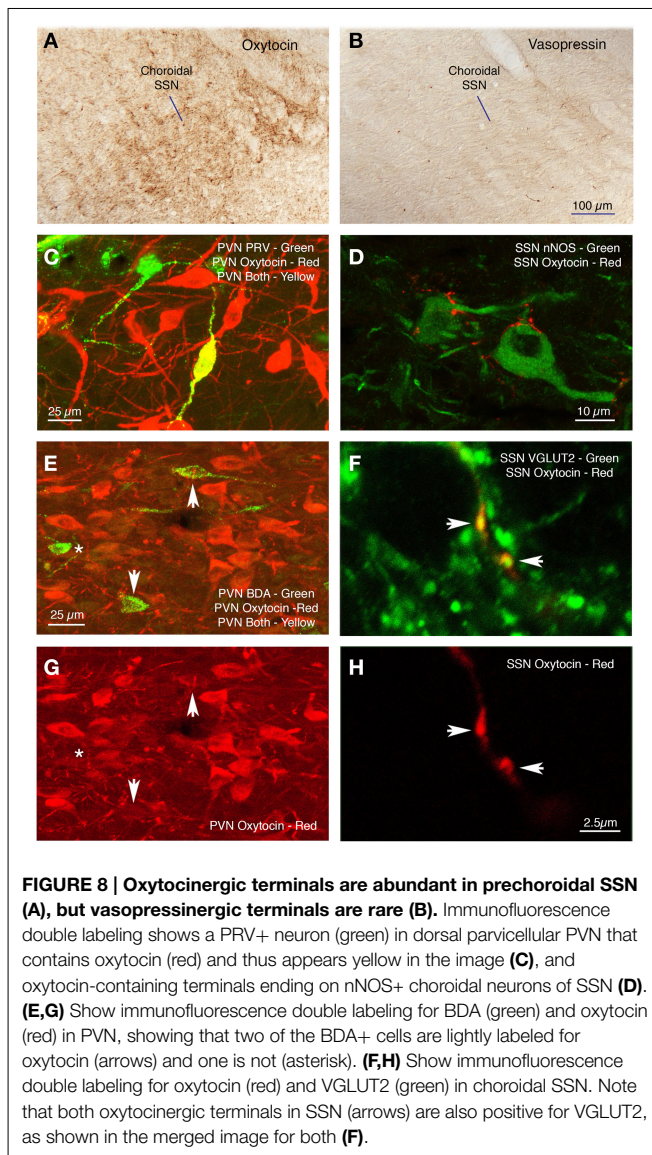 A
Oxytocin
Choroidal
SSN
B
Vasopressin
Choroidal
SSN
100 µm
C
PVN PRV - Green
PVN Oxytocin - Red
PVN Both - Yellow
25 µm
D
SSN nNOS - Green
SSN Oxytocin - Red
10 µm
E
*
PVN BDA - Green
PVN Oxytocin -Red
PVN Both - Yellow
25 µm
F
SSN VGLUT2 - Green
SSN Oxytocin - Red
G
*
PVN Oxytocin - Red
H
SSN Oxytocin - Red
2.5µm
FIGURE 8 | Oxytocinergic terminals are abundant in prechoroidal SSN
(A), but vasopressinergic terminals are rare (B). Immunofluorescence
double labeling shows a PRV+ neuron (green) in dorsal parvicellular PVN that
contains oxytocin (red) and thus appears yellow in the image (C), and
oxytocin-containing terminals ending on nNOS+ choroidal neurons of SSN (D).
(E,G) Show immunofluorescence double labeling for BDA (green) and oxytocin
(red) in PVN, showing that two of the BDA+ cells are lightly labeled for
oxytocin (arrows) and one is not (asterisk). (F,H) Show immunofluorescence
double labeling for oxytocin (red) and VGLUT2 (green) in choroidal SSN. Note
that both oxytocinergic terminals in SSN (arrows) are also positive for VGLUT2,
as shown in the merged image for both (F).